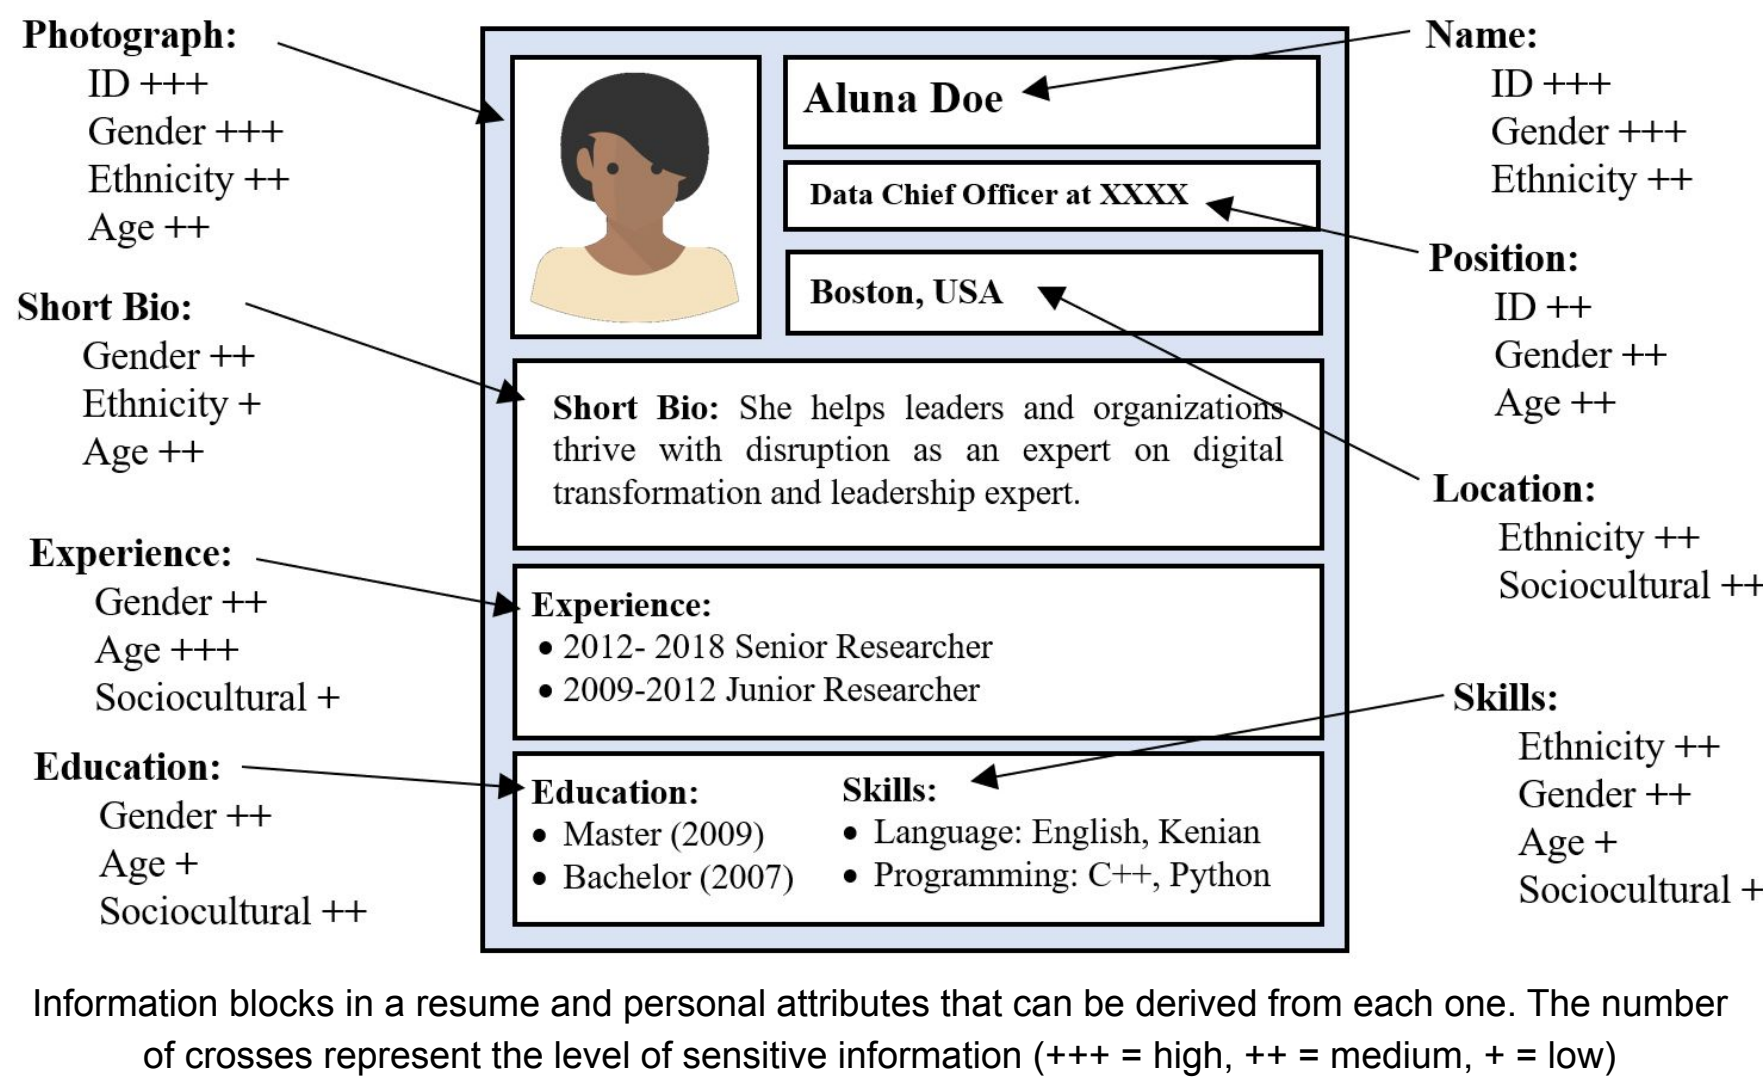 Photograph:
ID +++
Gender +++
Ethnicity ++
Age ++
Short Bio:
Gender ++
Ethnicity +
Age ++
Experience:
Gender ++
Age +++
Sociocultural +
Education:
Gender ++
Age +
Sociocultural ++
Aluna Doe
Data Chief Officer at XXXX
Boston, USA
Short Bio: She helps leaders and organizations
thrive with disruption as an expert on digital
transformation and leadership expert.
Experience:
• 2012- 2018 Senior Researcher
• 2009-2012 Junior Researcher
Education:
• Master (2009)
• Bachelor (2007)
Skills:
• Language: English, Kenian
• Programming: C++, Python
Name:
ID +++
Gender +++
Ethnicity ++
Position:
ID ++
Gender ++
Age ++
Location:
Ethnicity ++
Sociocultural ++
Skills:
Ethnicity ++
Gender ++
Age +
Sociocultural +
Information blocks in a resume and personal attributes that can be derived from each one. The number
of crosses represent the level of sensitive information (+++ = high, ++ = medium, + = low)